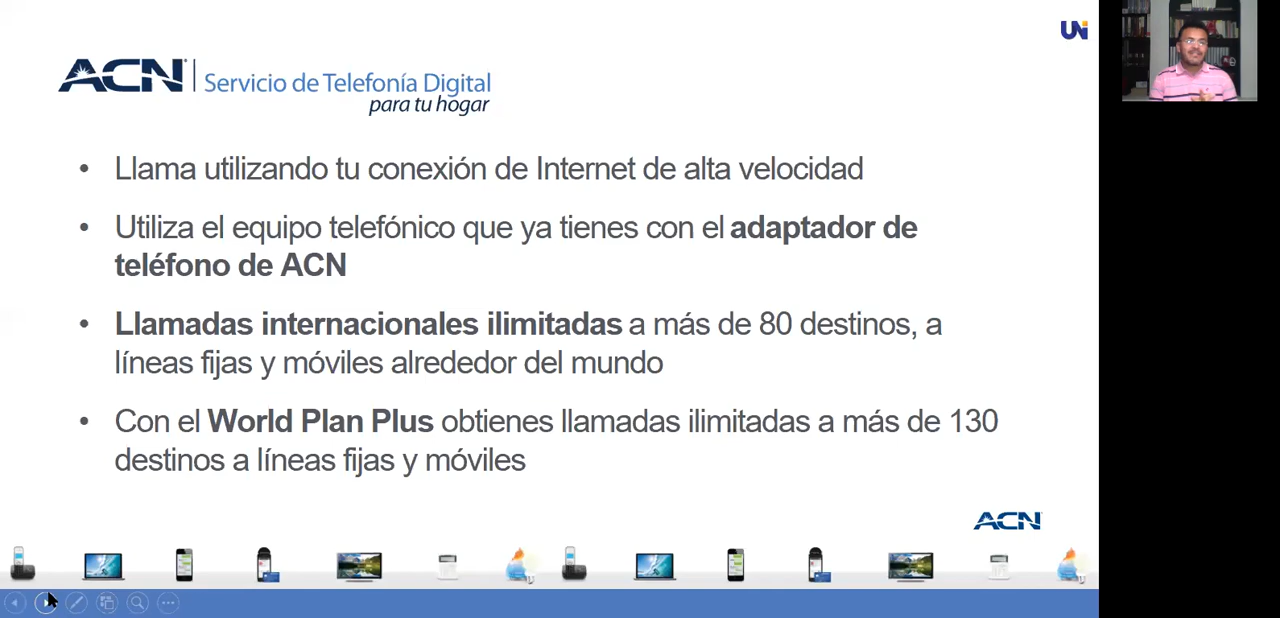 UNi
ACN
Servicio de Telefonía Digital
para tu hogar
• Llama utilizando tu conexión de Internet de alta velocidad
• Utiliza el equipo telefónico que ya tienes con el adaptador de
teléfono de ACN
• Llamadas internacionales ilimitadas a más de 80 destinos, a
líneas fijas y móviles alrededor del mundo
• Con el World Plan Plus obtienes llamadas ilimitadas a más de 130
destinos a líneas fijas y móviles
ACN